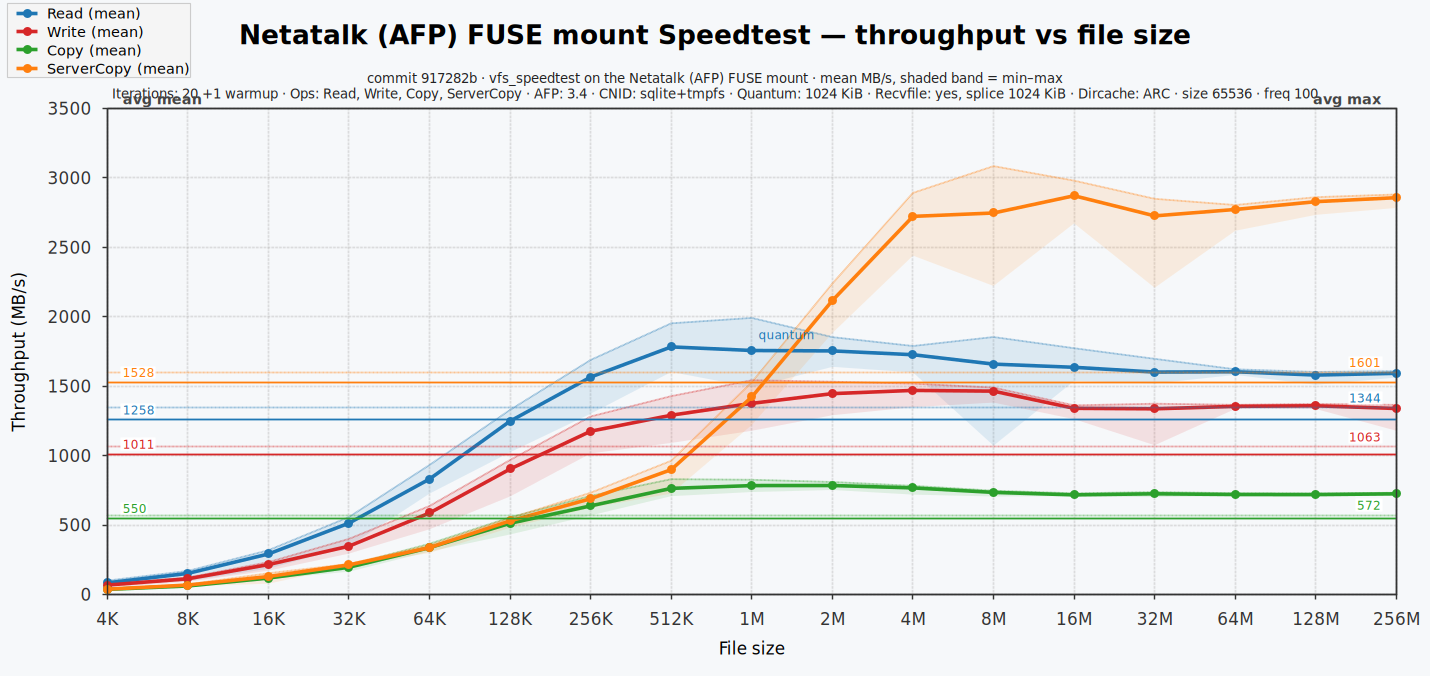 Read (mean)
Write (mean)
Copy (mean)
ServerCopy (mean)
Netatalk (AFP) FUSE mount Speedtest — throughput vs file size
commit 917282b · vfs_speedtest on the Netatalk (AFP) FUSE mount · mean MB/s, shaded band = min–max
Iterations: 20 +1 warmup · Ops: Read, Write, Copy, ServerCopy · AFP: 3.4 · CNID: sqlite+tmpfs · Quantum: 1024 KiB · Recvfile: yes, splice 1024 KiB · Dircache: ARC · size 65536 · freq 100
avg mean
avg max
3500
3000
2500
2000
1500
1000
500
0
Throughput (MB/s)
quantum
1528
1258
1011
550
1601
1344
1063
572
4K 8K 16K 32K 64K 128K 256K 512K 1M 2M 4M 8M 16M 32M 64M 128M 256M
File size